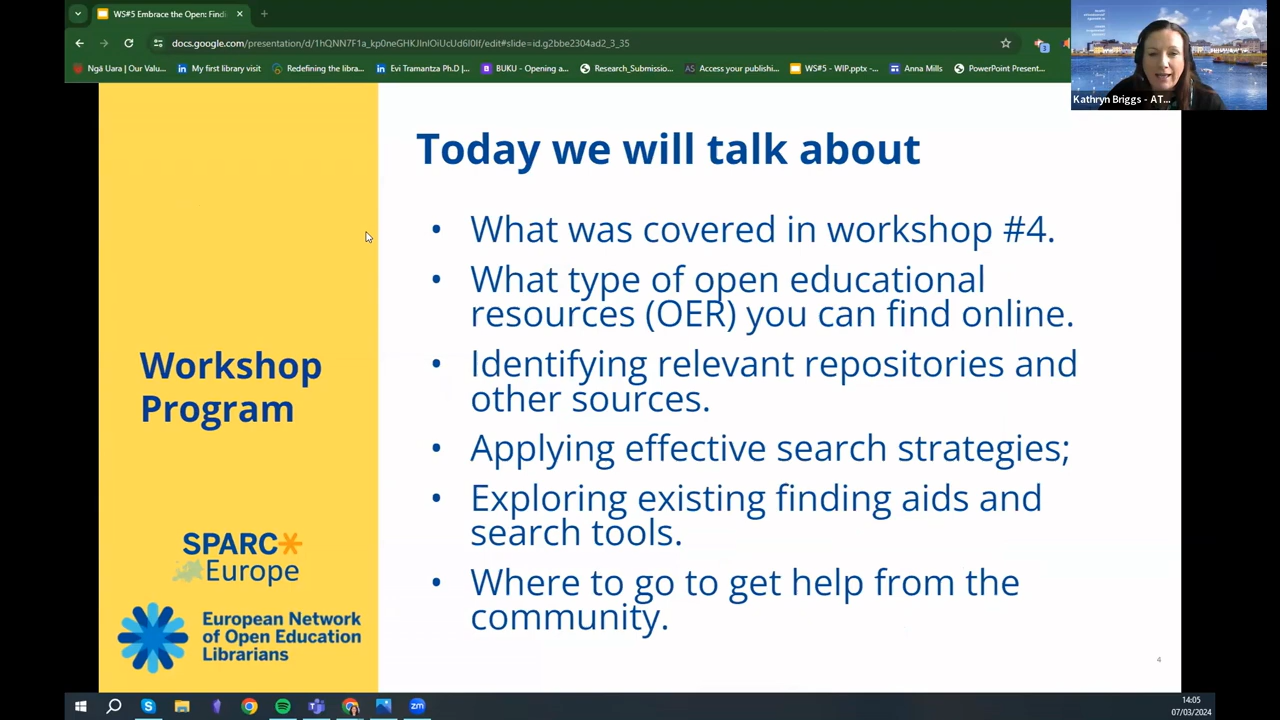 WS#5 Embrace the Open: Findi
docs.google.com/presentation/d/1hQNN7F1a_kp0neGHKJInIOiUcUd6I0lf/edit#slide=id.g2bbe2304ad2_3_35
Ngā Uara | Our Valu...
My first library visit
Redefining the libra...
Evi Tramantza Ph.D |...
BUKU - Opening a...
Research_Submissio...
Access your publishi...
WS#5 - WIP.pptx -...
Anna Mills
PowerPoint Present...
Kathryn Briggs - AT...
Today we will talk about
• What was covered in workshop #4.
• What type of open educational
resources (OER) you can find online.
• Identifying relevant repositories and
other sources.
• Applying effective search strategies;
• Exploring existing finding aids and
search tools.
• Where to go to get help from the
community.
Workshop
Program
SPARC
Europe
European Network
of Open Education
Librarians
4
zm
14:05
07/03/2024